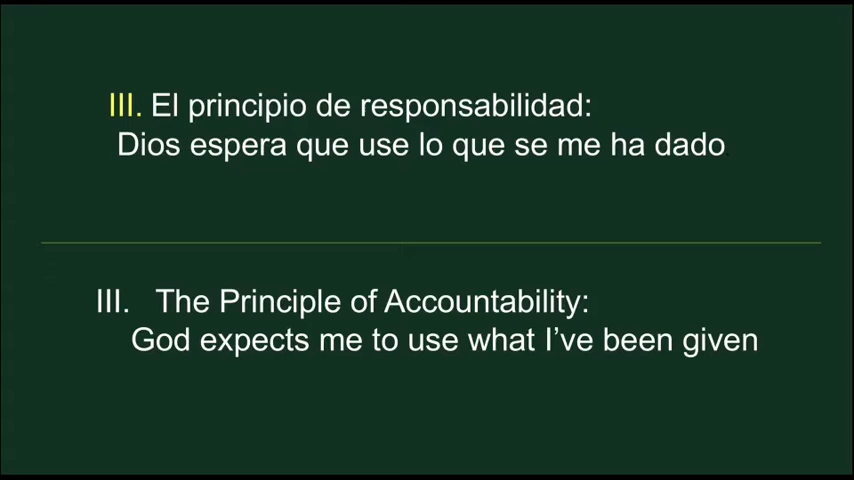 III. El principio de responsabilidad:
Dios espera que use lo que se me ha dado
III. The Principle of Accountability:
God expects me to use what I've been given